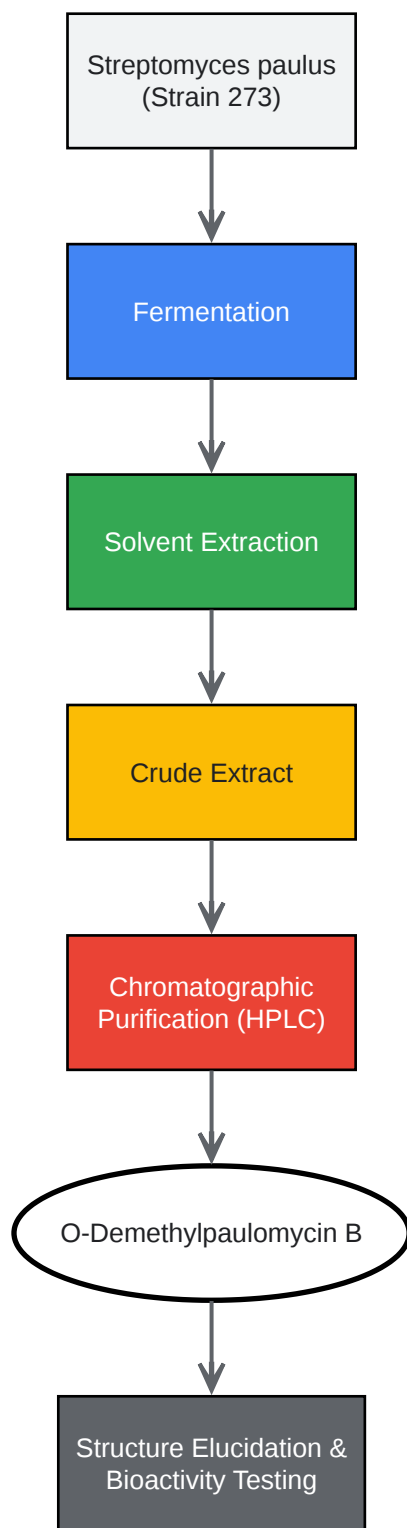 Streptomyces paulus
(Strain 273)
Fermentation
Solvent Extraction
Crude Extract
Chromatographic
Purification (HPLC)
O-Demethylpaulomycin B
Structure Elucidation &
Bioactivity Testing